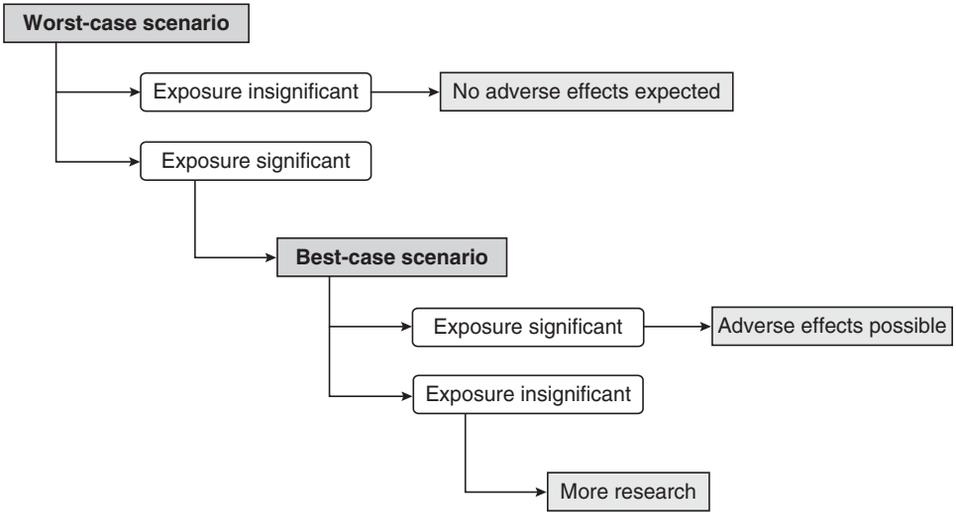 Worst-case scenario
Exposure insignificant
No adverse effects expected
Exposure significant
Best-case scenario
Exposure significant
Adverse effects possible
Exposure insignificant
More research